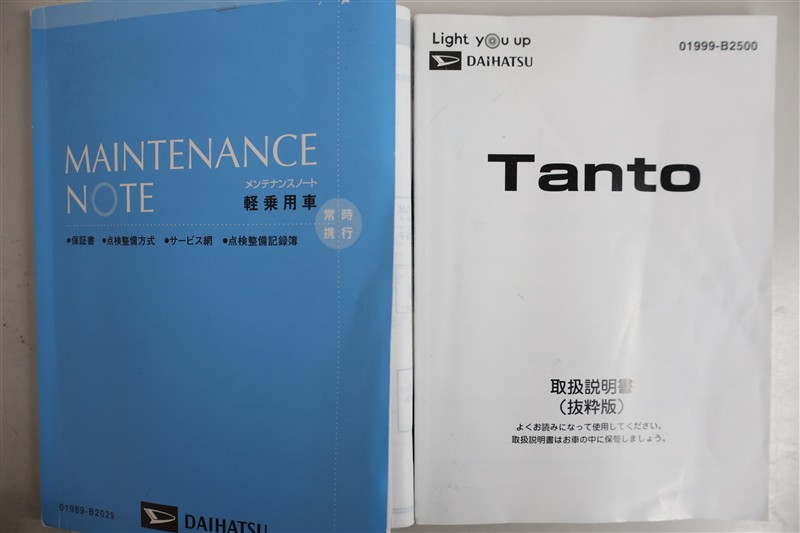 MAINTENANCE
NOTE
メンテナンスノート
軽乗用車
常時
携行
●保証書 ●点検整備方式 ●サービス網 ●点検整備記録簿
01989-B2029
DAIHATSU
Light you up
DAIHATSU
01999-B2500
Tanto
取扱説明書
(抜粋版)
よくお読みになって使用してください。
取扱説明書はお車の中に保管しましょう。